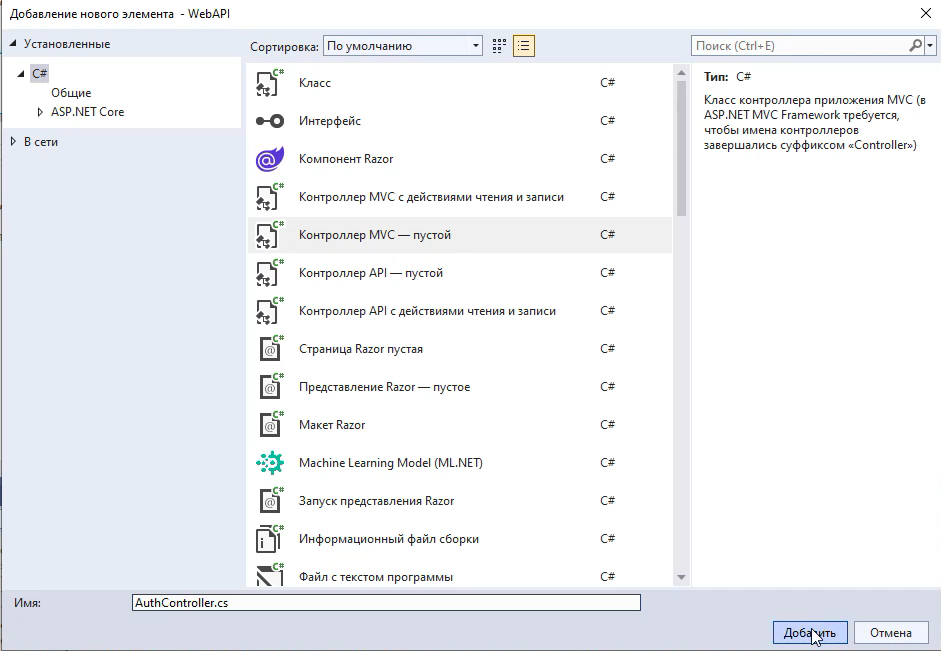 Добавление нового элемента - WebAPI
Установленные
C#
Общие
ASP.NET Core
В сети
Сортировка: По умолчанию
Класс C#
Интерфейс C#
Компонент Razor C#
Контроллер MVC с действиями чтения и записи C#
Контроллер MVC — пустой C#
Контроллер API — пустой C#
Контроллер API с действиями чтения и записи C#
Страница Razor пустая C#
Представление Razor — пустое C#
Макет Razor C#
Machine Learning Model (ML.NET) C#
Запуск представления Razor C#
Информационный файл сборки C#
Файл с текстом программы C#
Поиск (Ctrl+E)
Тип: C#
Класс контроллера приложения MVC (в
ASP.NET MVC Framework требуется,
чтобы имена контроллеров
завершались суффиксом «Controller»)
Имя: AuthController.cs
Добавить Отмена